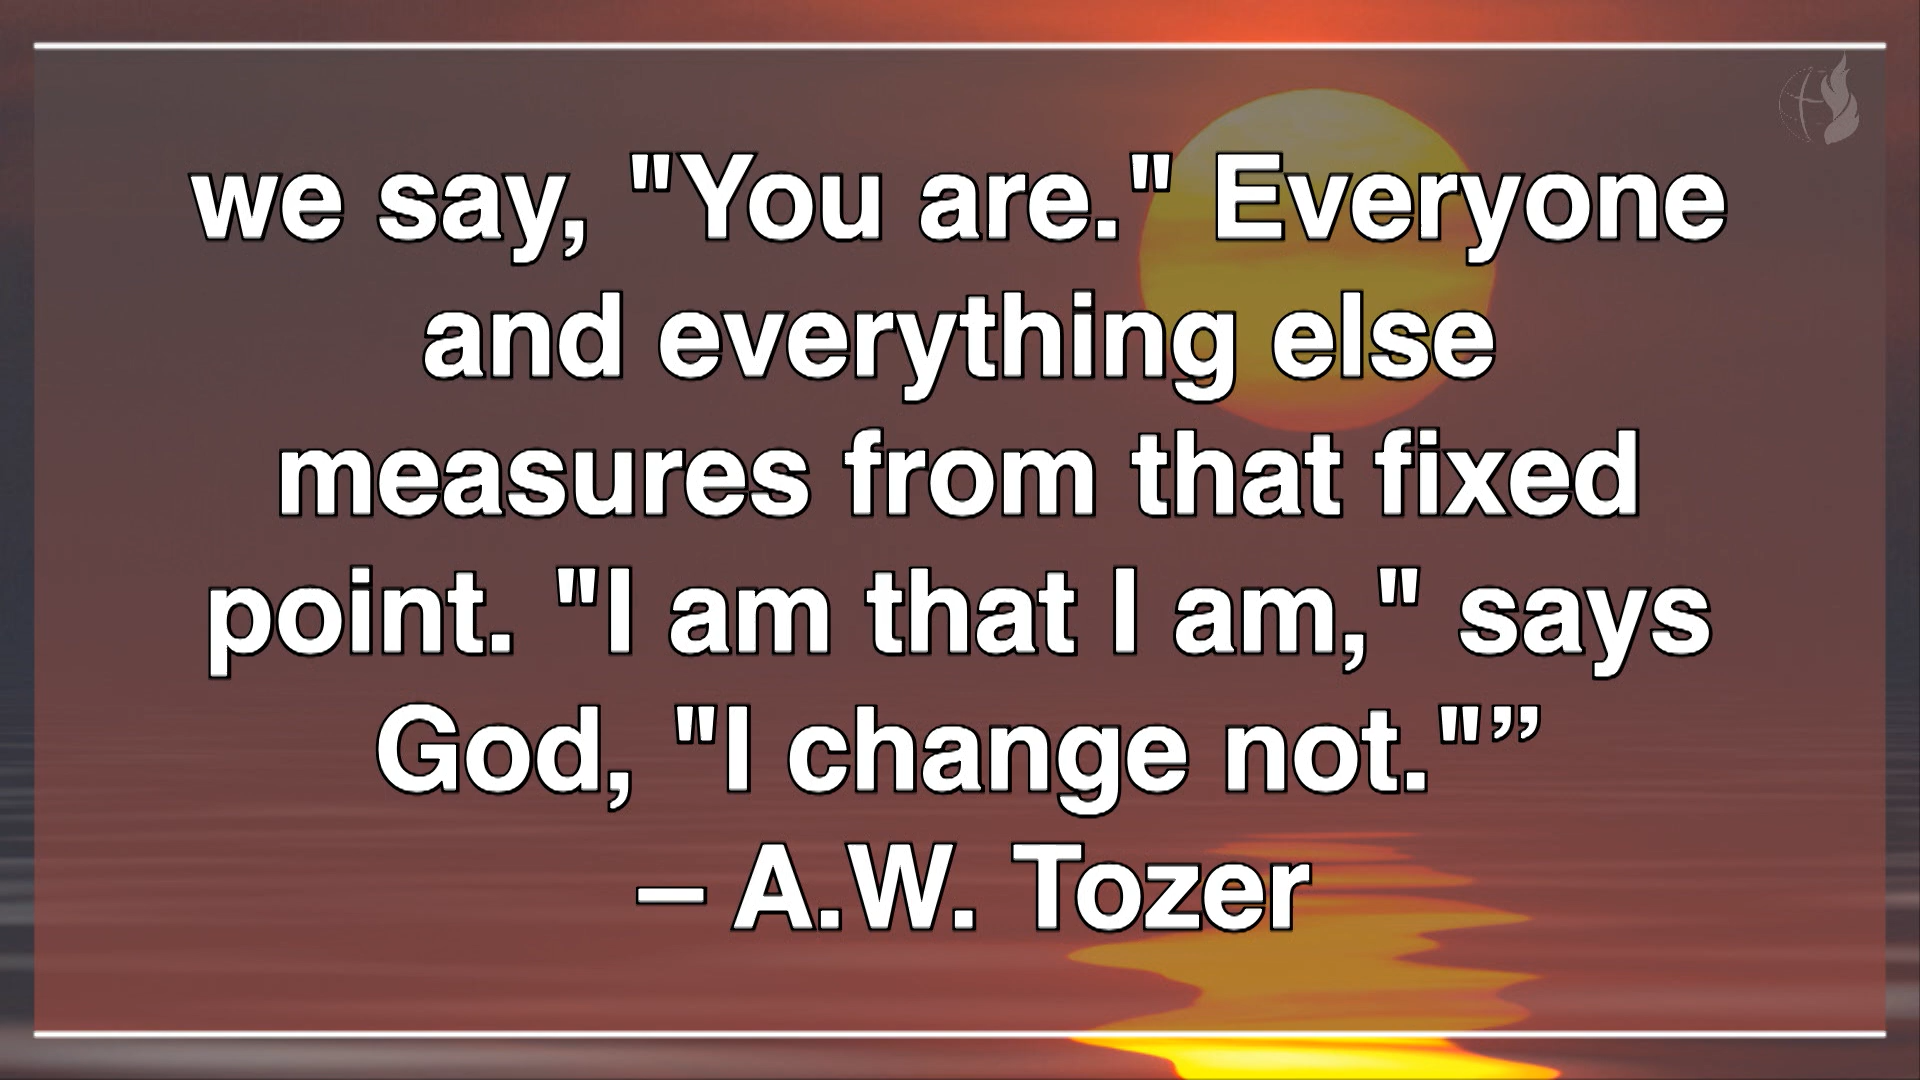 we say, "You are." Everyone
and everything else
measures from that fixed
point. "I am that I am," says
God, "I change not."”
– A.W. Tozer